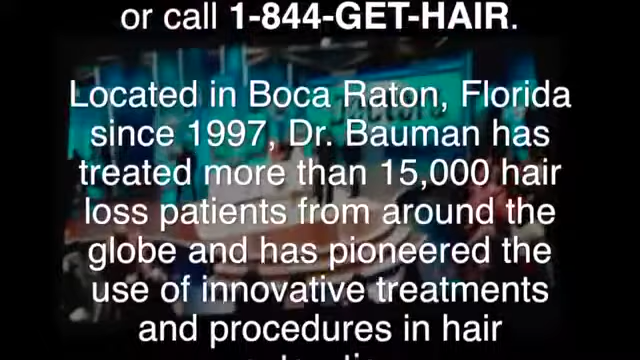 or call 1-844-GET-HAIR.
Located in Boca Raton, Florida
since 1997, Dr. Bauman has
treated more than 15,000 hair
loss patients from around the
globe and has pioneered the
use of innovative treatments
and procedures in hair